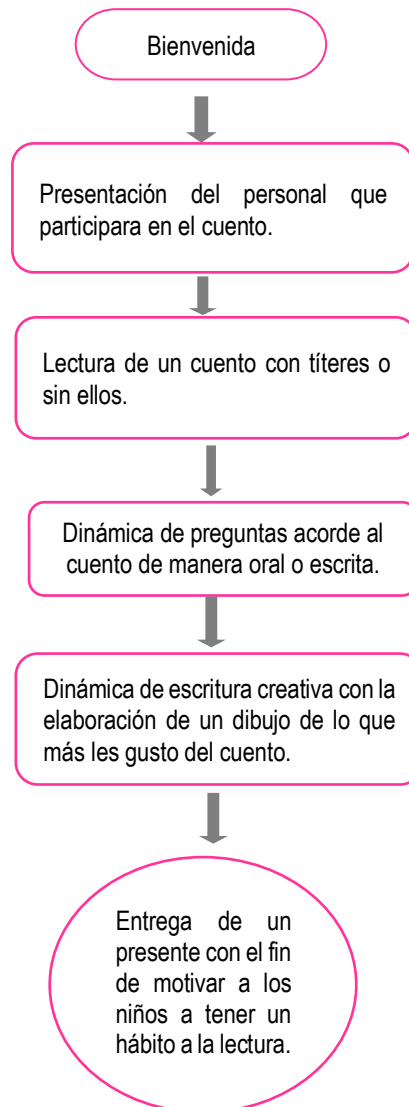 Bienvenida
Presentación del personal que
participara en el cuento.
Lectura de un cuento con títeres o
sin ellos.
Dinámica de preguntas acorde al
cuento de manera oral o escrita.
Dinámica de escritura creativa con la
elaboración de un dibujo de lo que
más les gusto del cuento.
Entrega de un
presente con el fin
de motivar a los
niños a tener un
hábito a la lectura.